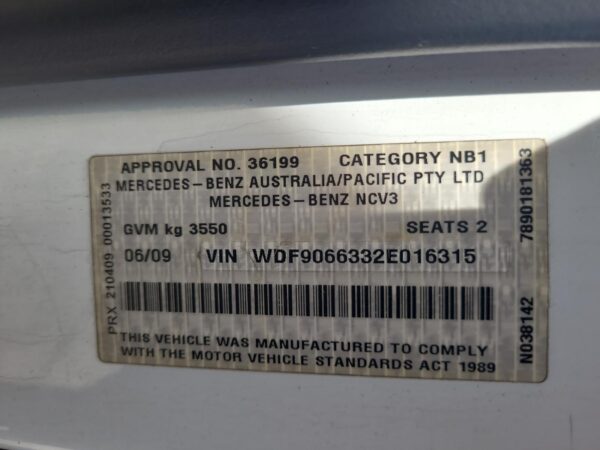 APPROVAL NO. 36199 CATEGORY NB1
MERCEDES-BENZ AUSTRALIA/PACIFIC PTY LTD
MERCEDES-BENZ NCV3
GVM kg 3550 SEATS 2
06/09 VIN WDF9066332E016315
THIS VEHICLE WAS MANUFACTURED TO COMPLY
WITH THE MOTOR VEHICLE STANDARDS ACT 1989
PRX 210409 00013533
N038142 7890181363